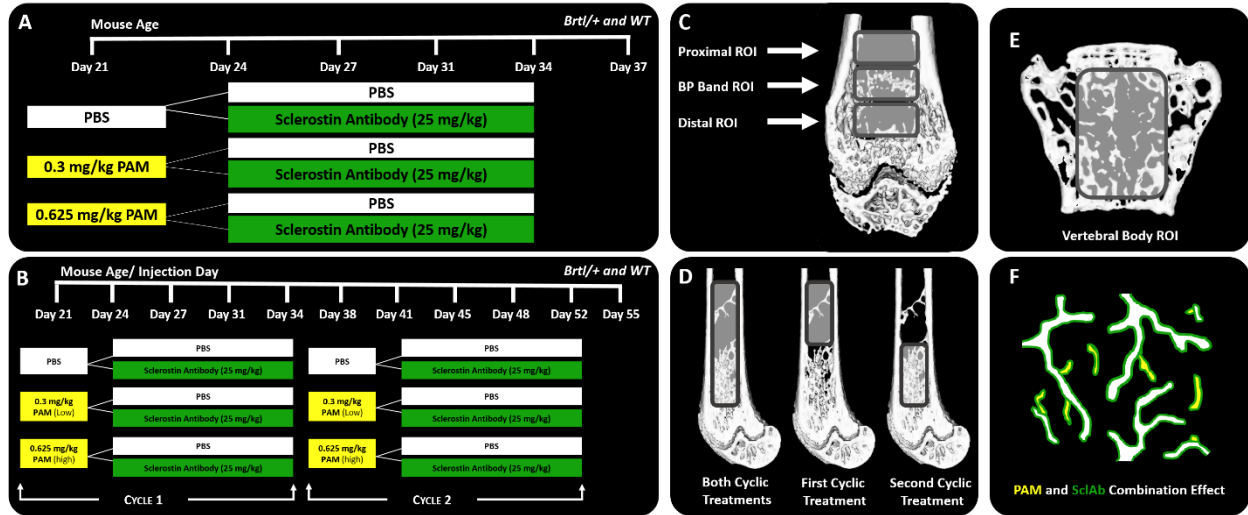 A
Mouse Age
Brtl/+ and WT
Day 21
Day 24
Day 27
Day 31
Day 34
Day 37
PBS
PBS
Sclerostin Antibody (25 mg/kg)
0.3 mg/kg PAM
PBS
Sclerostin Antibody (25 mg/kg)
0.625 mg/kg PAM
PBS
Sclerostin Antibody (25 mg/kg)
B
Mouse Age/ Injection Day
Brtl/+ and WT
Day 21
Day 24
Day 27
Day 31
Day 34
Day 38
Day 41
Day 45
Day 48
Day 52
Day 55
PBS
PBS
Sclerostin Antibody (25 mg/kg)
PBS
PBS
Sclerostin Antibody (25 mg/kg)
0.3 mg/kg
PAM (Low)
PBS
Sclerostin Antibody (25 mg/kg)
0.3 mg/kg
PAM (Low)
PBS
Sclerostin Antibody (25 mg/kg)
0.625 mg/kg
PAM (high)
PBS
Sclerostin Antibody (25 mg/kg)
0.625 mg/kg
PAM (high)
PBS
Sclerostin Antibody (25 mg/kg)
CYCLE 1
CYCLE 2
C
Proximal ROI
BP Band ROI
Distal ROI
D
Both Cyclic
Treatments
First Cyclic
Treatment
Second Cyclic
Treatment
E
Vertebral Body ROI
F
PAM and SclAb Combination Effect